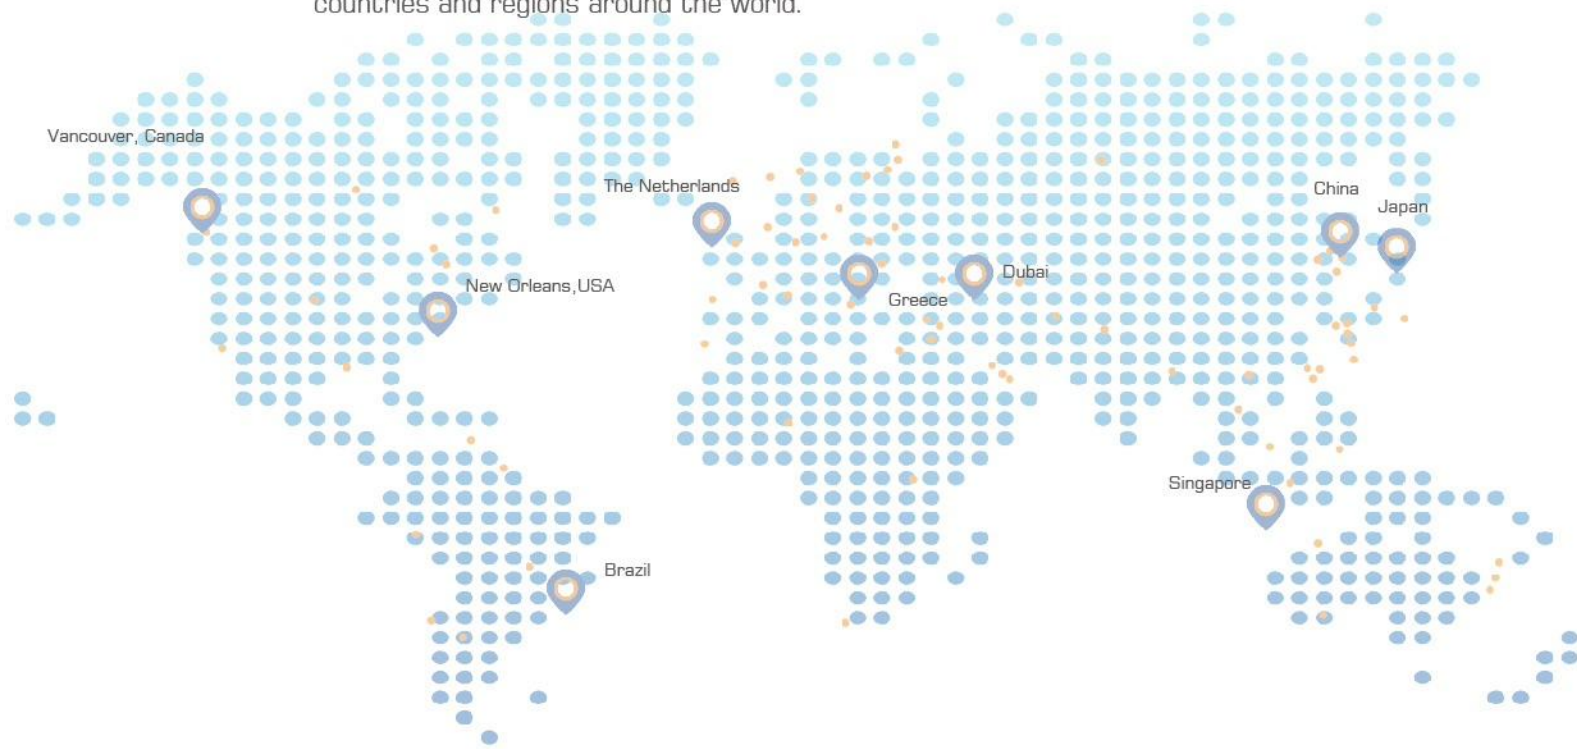 countries and regions around the world.
Vancouver, Canada
The Netherlands
China
Japan
New Orleans,USA
Dubai
Greece
Singapore
Brazil